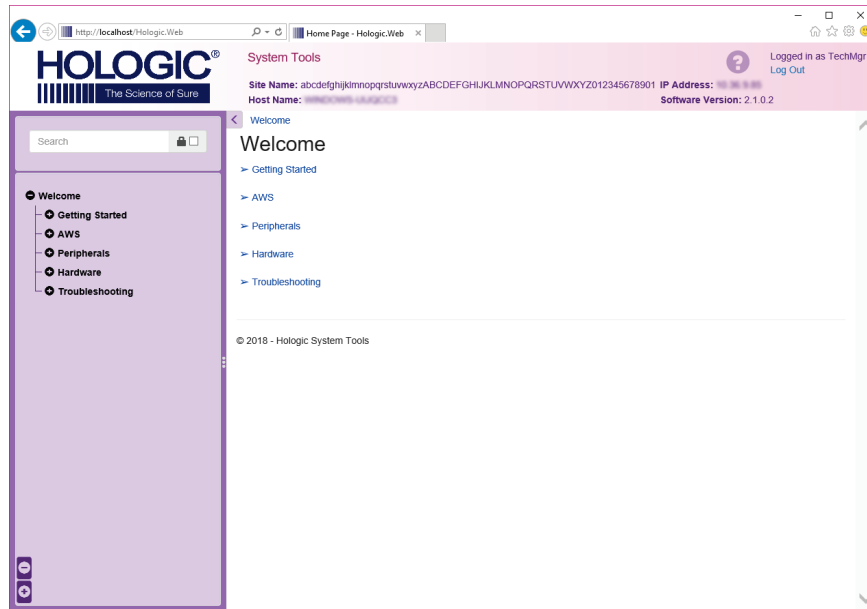 http://localhost/Hologic.Web
Home Page - Hologic.Web
HOLOGIC®
The Science of Sure
System Tools
Logged in as TechMgr
Log Out
Site Name: abcdefghijklmnopqrstuvwxyzABCDEFGHIJKLMNOPQRSTUVWXYZ012345678901 IP Address:
Host Name:
Software Version: 2.1.0.2
Search
Welcome
Getting Started
AWS
Peripherals
Hardware
Troubleshooting
Welcome
Welcome
➢ Getting Started
➢ AWS
➢ Peripherals
➢ Hardware
➢ Troubleshooting
© 2018 - Hologic System Tools